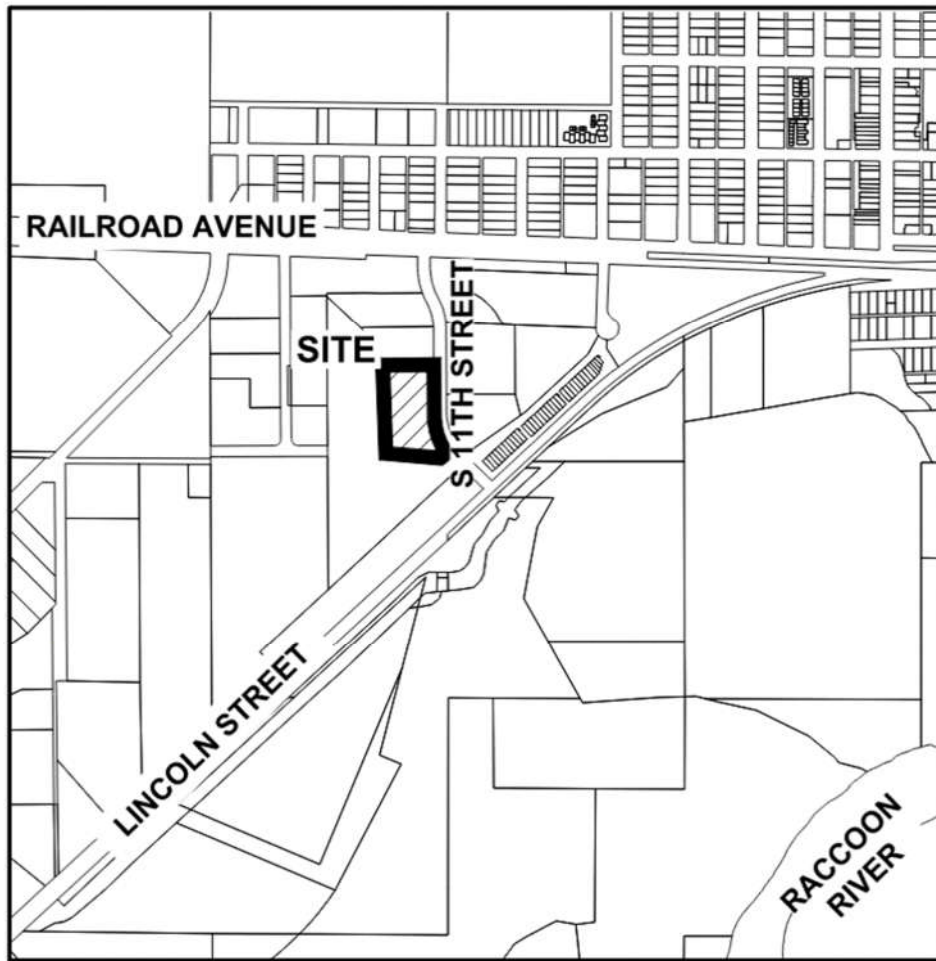 RAILROAD AVENUE
SITE
S 11TH STREET
LINCOLN STREET
RACCOON
RIVER